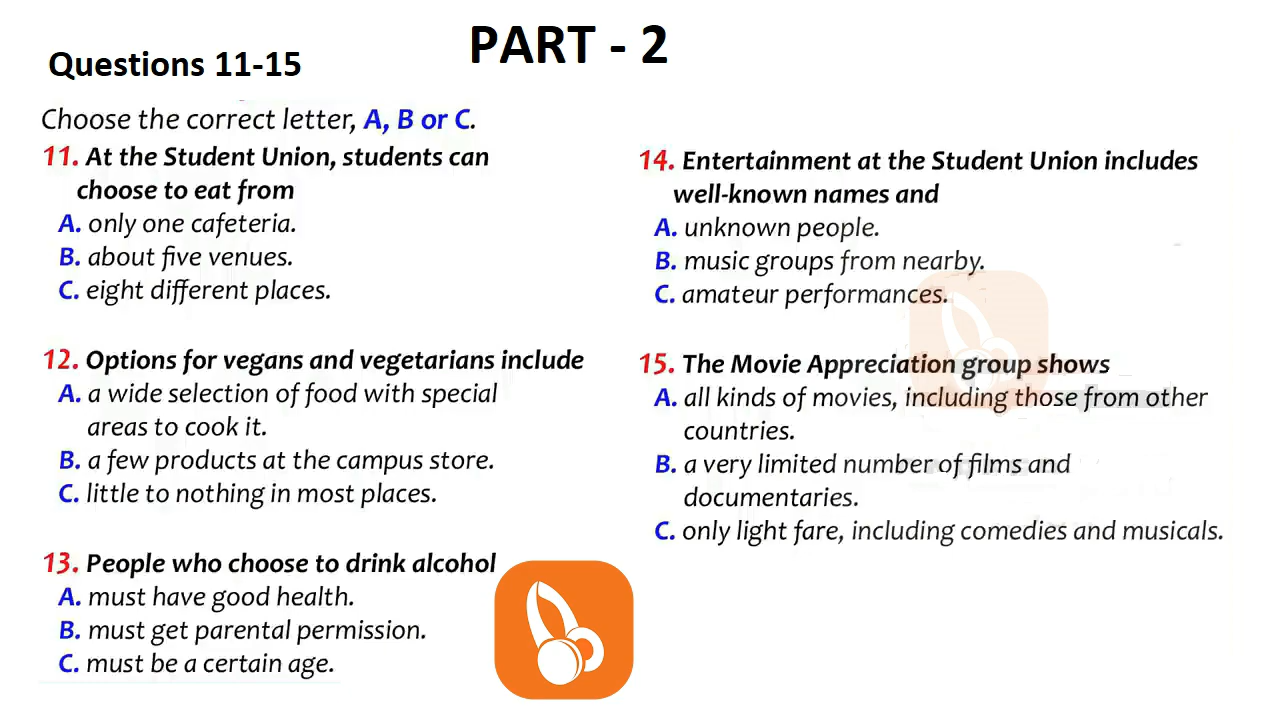 PART - 2
Questions 11-15
Choose the correct letter, A, B or C.
11. At the Student Union, students can
choose to eat from
A. only one cafeteria.
B. about five venues.
C. eight different places.
12. Options for vegans and vegetarians include
A. a wide selection of food with special
areas to cook it.
B. a few products at the campus store.
C. little to nothing in most places.
13. People who choose to drink alcohol
A. must have good health.
B. must get parental permission.
C. must be a certain age.
14. Entertainment at the Student Union includes
well-known names and
A. unknown people.
B. music groups from nearby.
C. amateur performances.
15. The Movie Appreciation group shows
A. all kinds of movies, including those from other
countries.
B. a very limited number of films and
documentaries.
C. only light fare, including comedies and musicals.